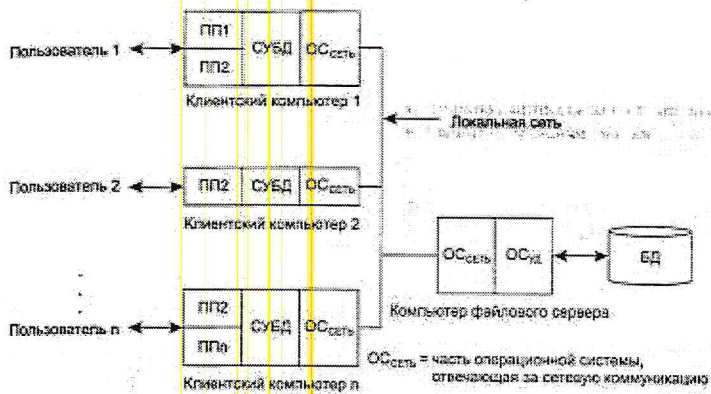 Пользователь 1
ПП1
ПП2
СУБД
ОСсеть
Клиентский компьютер 1
Локальная сеть
Пользователь 2
ПП2
СУБД
ОСсеть
Клиентский компьютер 2
ОСсеть
ОСУД
БД
Компьютер файлового сервера
Пользователь n
ПП2
ППn
СУБД
ОСсеть
Клиентский компьютер n
ОСсеть = часть операционной системы,
отвечающая за сетевую коммуникацию